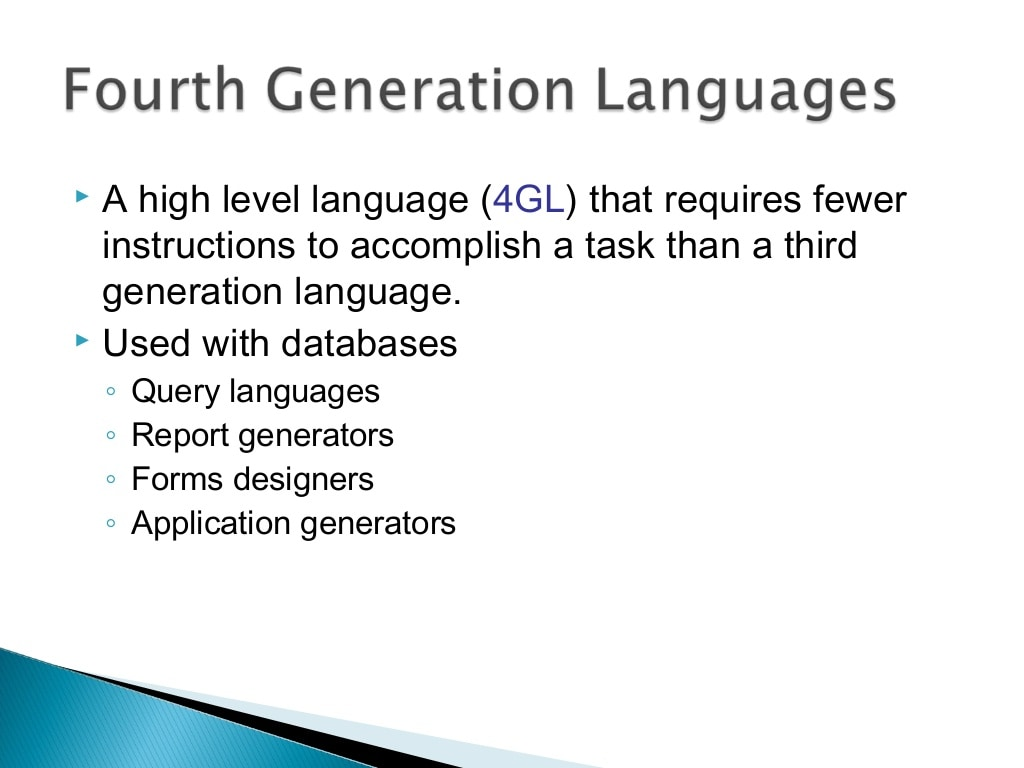 Fourth Generation Languages
A high level language (4GL) that requires fewer
instructions to accomplish a task than a third
generation language.
Used with databases
Query languages
Report generators
Forms designers
Application generators